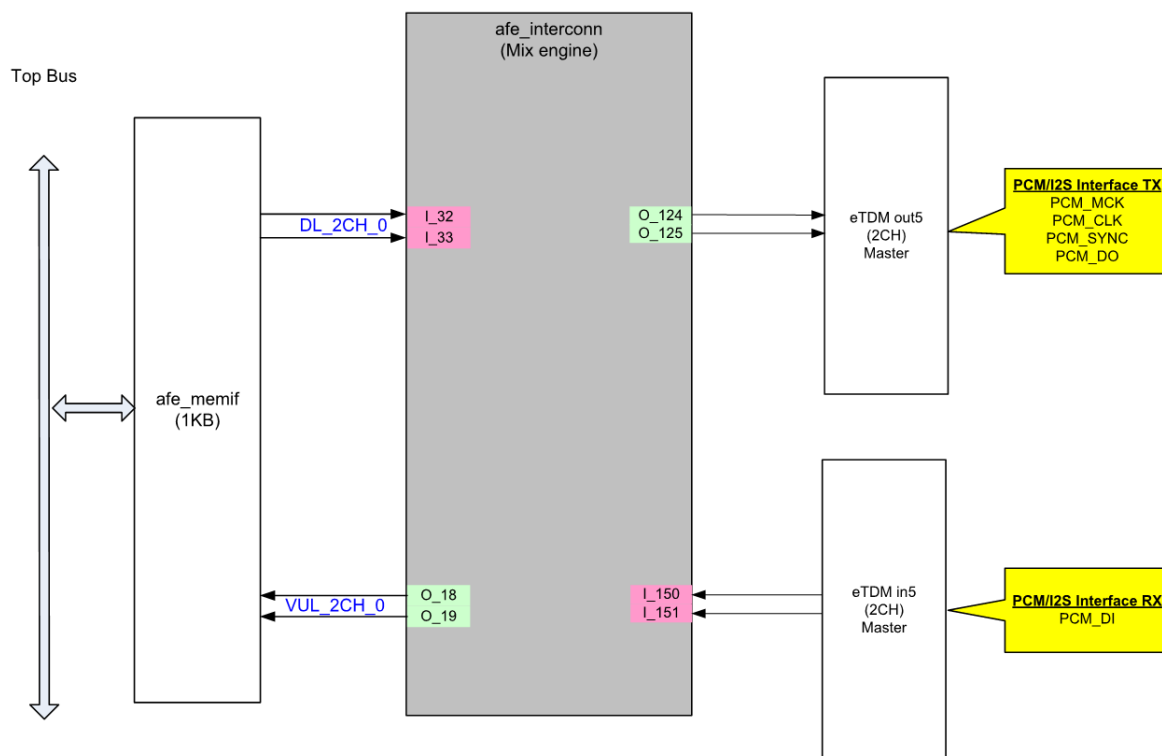 afe_interconn
(Mix engine)
Top Bus
afe_memif
(1KB)
DL_2CH_0
I_32
I_33
O_124
O_125
eTDM out5
(2CH)
Master
PCM/I2S Interface TX
PCM_MCK
PCM_CLK
PCM_SYNC
PCM_DO
VUL_2CH_0
O_18
O_19
I_150
I_151
eTDM in5
(2CH)
Master
PCM/I2S Interface RX
PCM_DI